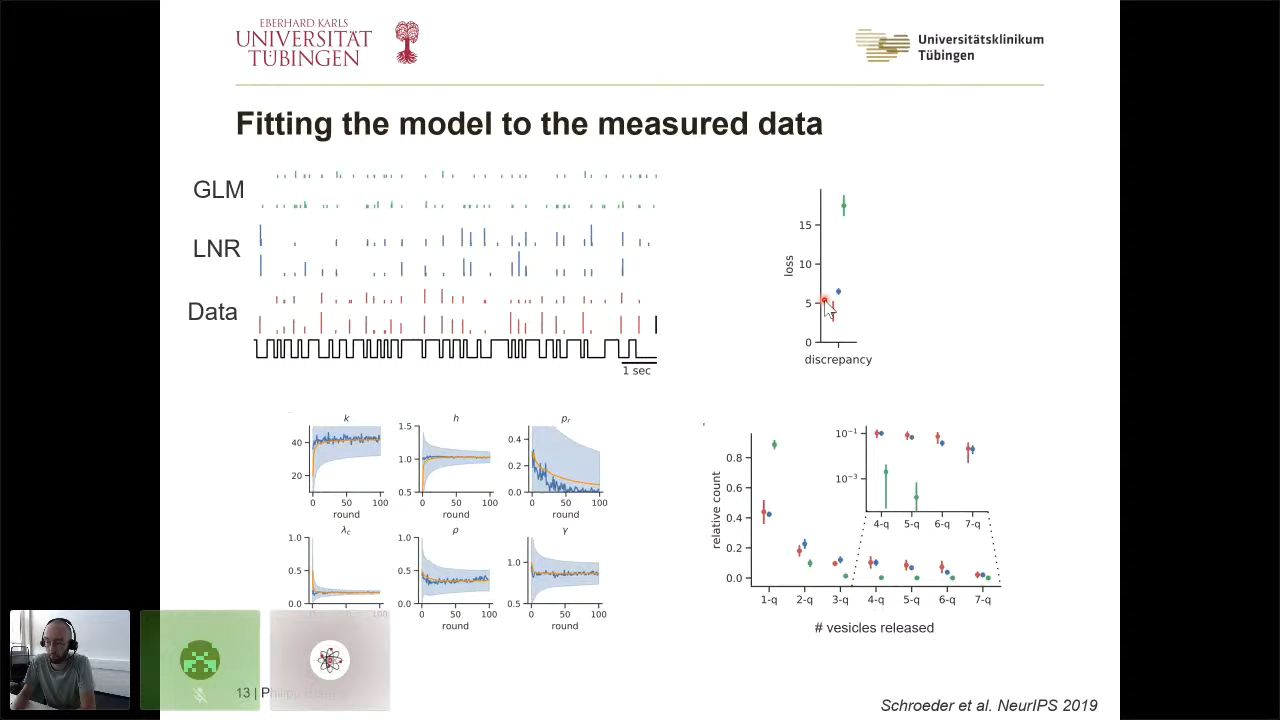 EBERHARD KARLS
UNIVERSITÄT
TÜBINGEN
Universitätsklinikum
Tübingen
Fitting the model to the measured data
GLM
LNR
Data
1 sec
15
10
5
0
loss
discrepancy
k
40
20
0 50 100
round
h
1.5
1.0
0.5
0 50 100
round
pr
0.4
0.2
0.0
0 50 100
round
λc
1.0
0.5
0.0
0 50 100
ρ
1.0
0.5
0.0
0 50 100
round
γ
1.0
0.5
0 50 100
round
relative count
0.8
0.6
0.4
0.2
0.0
1-q 2-q 3-q 4-q 5-q 6-q 7-q
10⁻¹
10⁻³
4-q 5-q 6-q 7-q
# vesicles released
13 |
Schroeder et al. NeurIPS 2019